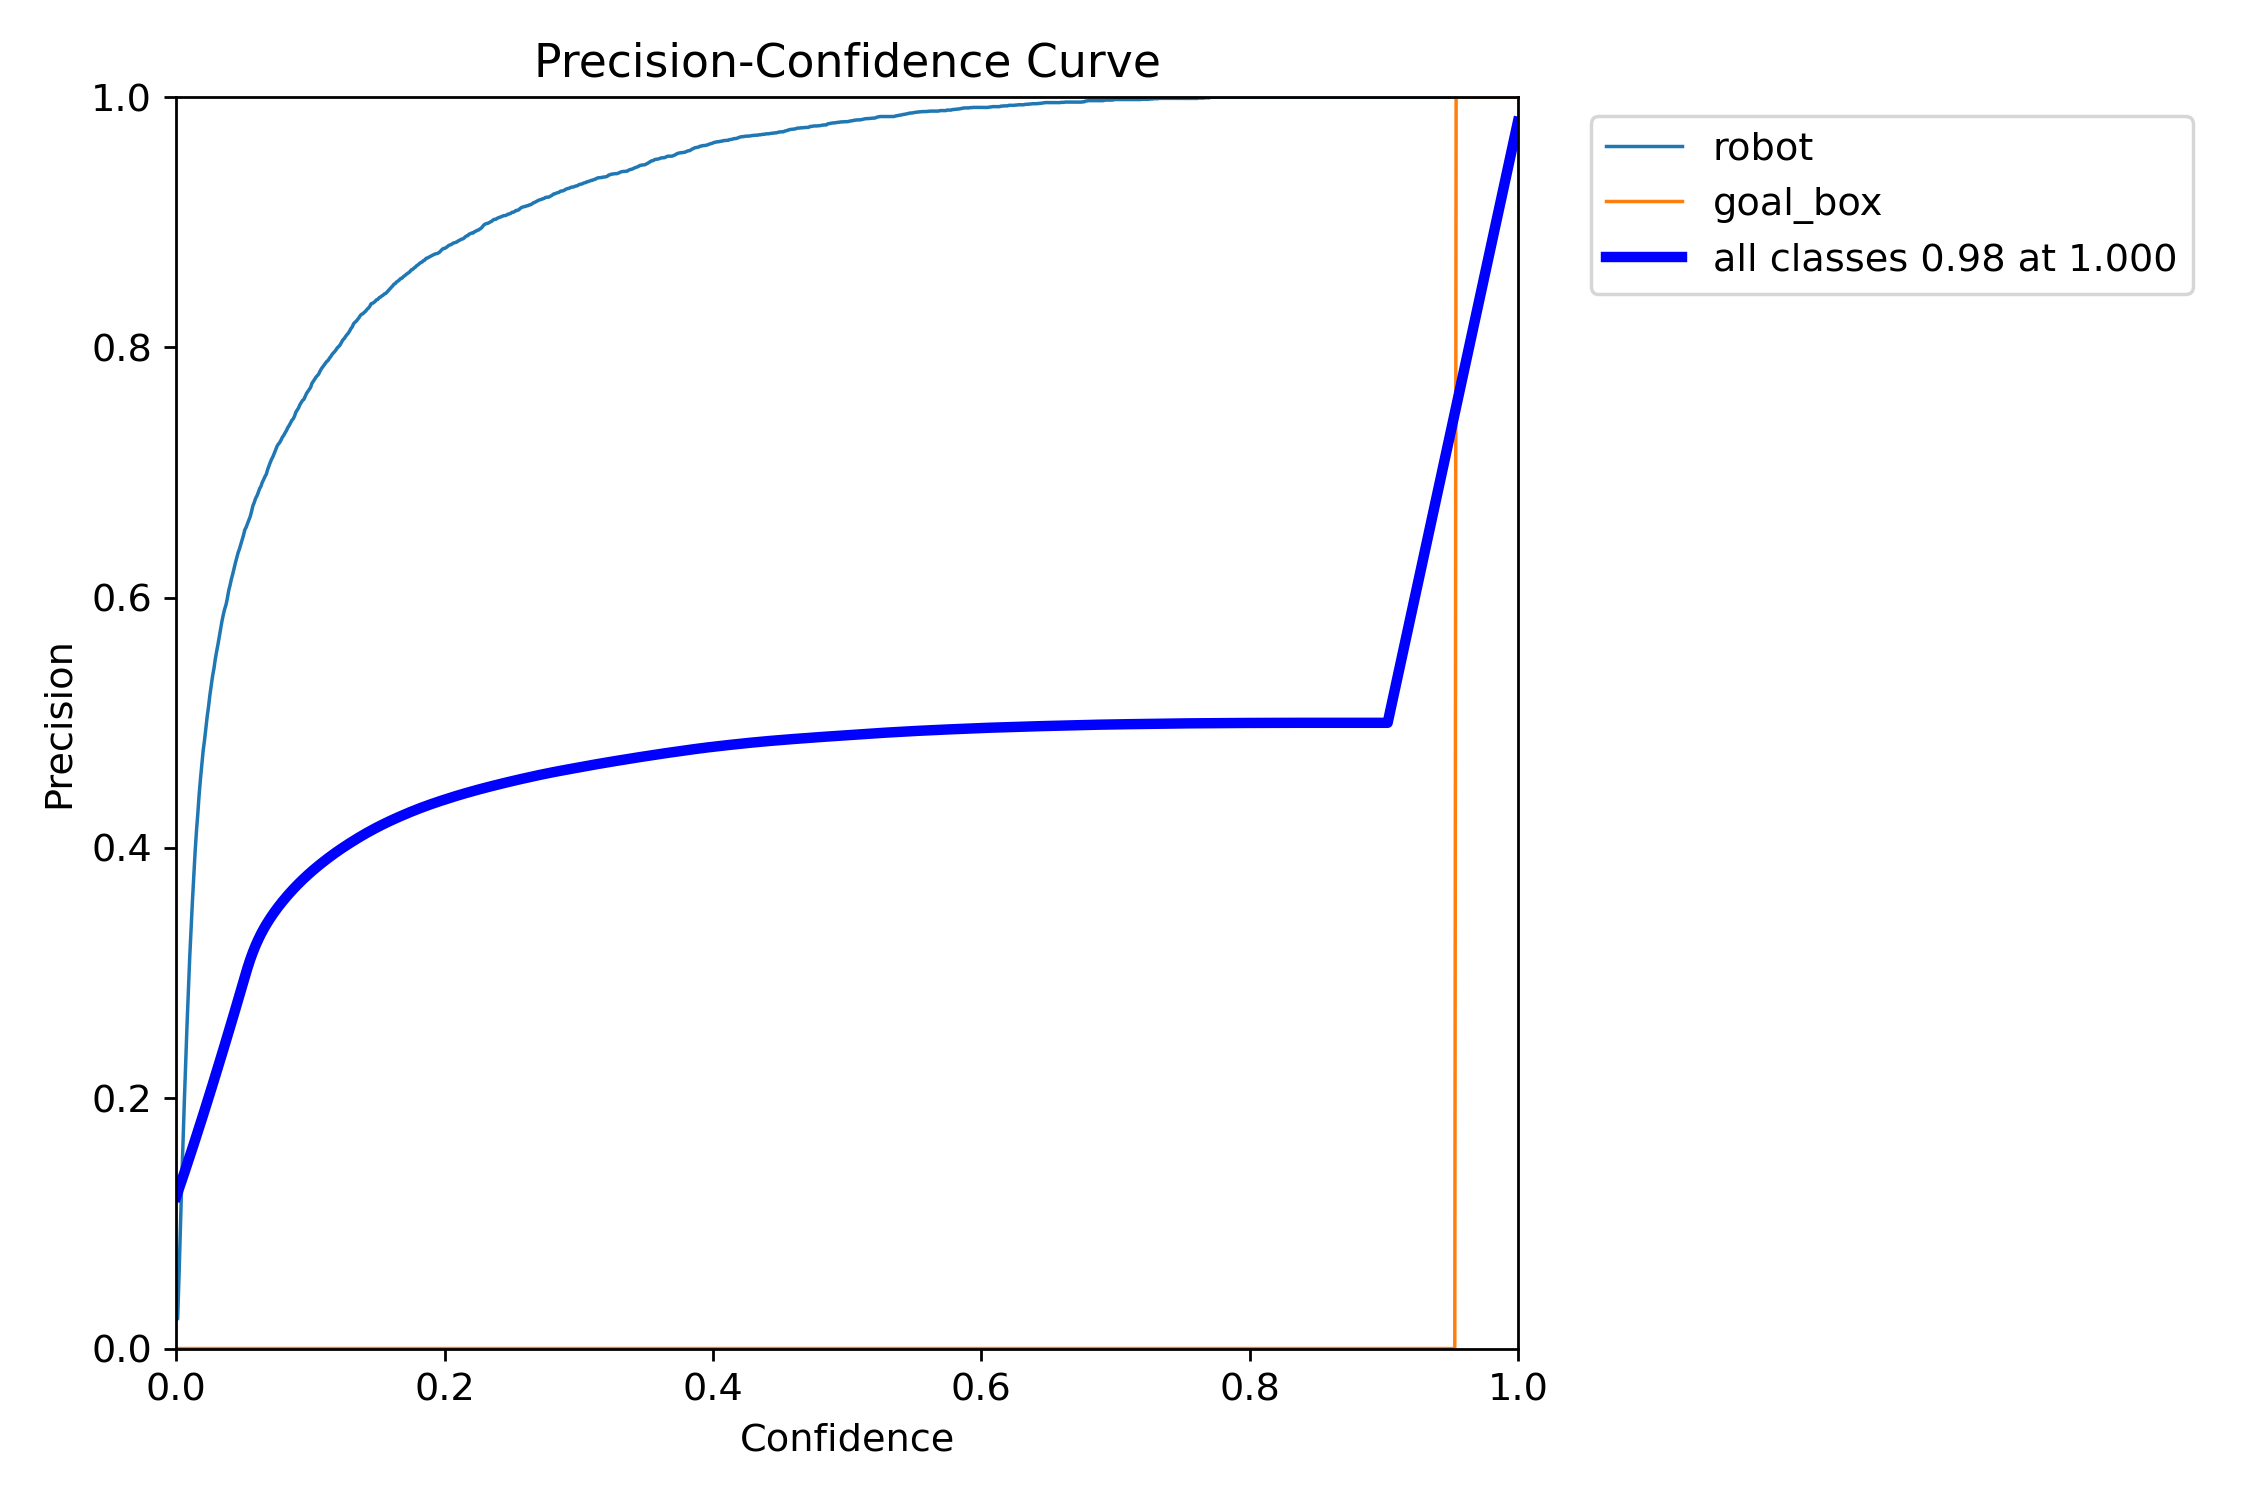 Precision-Confidence Curve
1.0
0.8
0.6
0.4
0.2
0.0
Precision
0.0 0.2 0.4 0.6 0.8 1.0
Confidence
robot
goal_box
all classes 0.98 at 1.000